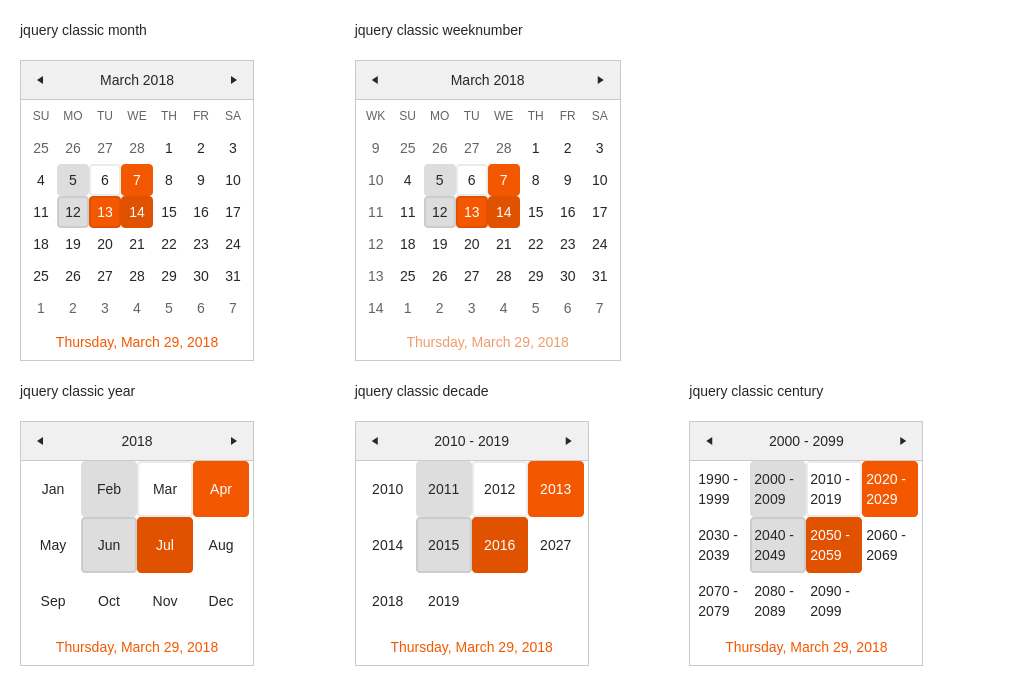 jquery classic month
March 2018
SU MO TU WE TH FR SA
25 26 27 28 1 2 3
4 5 6 7 8 9 10
11 12 13 14 15 16 17
18 19 20 21 22 23 24
25 26 27 28 29 30 31
1 2 3 4 5 6 7
Thursday, March 29, 2018
jquery classic weeknumber
March 2018
WK SU MO TU WE TH FR SA
9 25 26 27 28 1 2 3
10 4 5 6 7 8 9 10
11 11 12 13 14 15 16 17
12 18 19 20 21 22 23 24
13 25 26 27 28 29 30 31
14 1 2 3 4 5 6 7
Thursday, March 29, 2018
jquery classic year
2018
Jan Feb Mar Apr
May Jun Jul Aug
Sep Oct Nov Dec
Thursday, March 29, 2018
jquery classic decade
2010 - 2019
2010 2011 2012 2013
2014 2015 2016 2027
2018 2019
Thursday, March 29, 2018
jquery classic century
2000 - 2099
1990 - 2000 - 2010 - 2020 -
1999 2009 2019 2029
2030 - 2040 - 2050 - 2060 -
2039 2049 2059 2069
2070 - 2080 - 2090 -
2079 2089 2099
Thursday, March 29, 2018